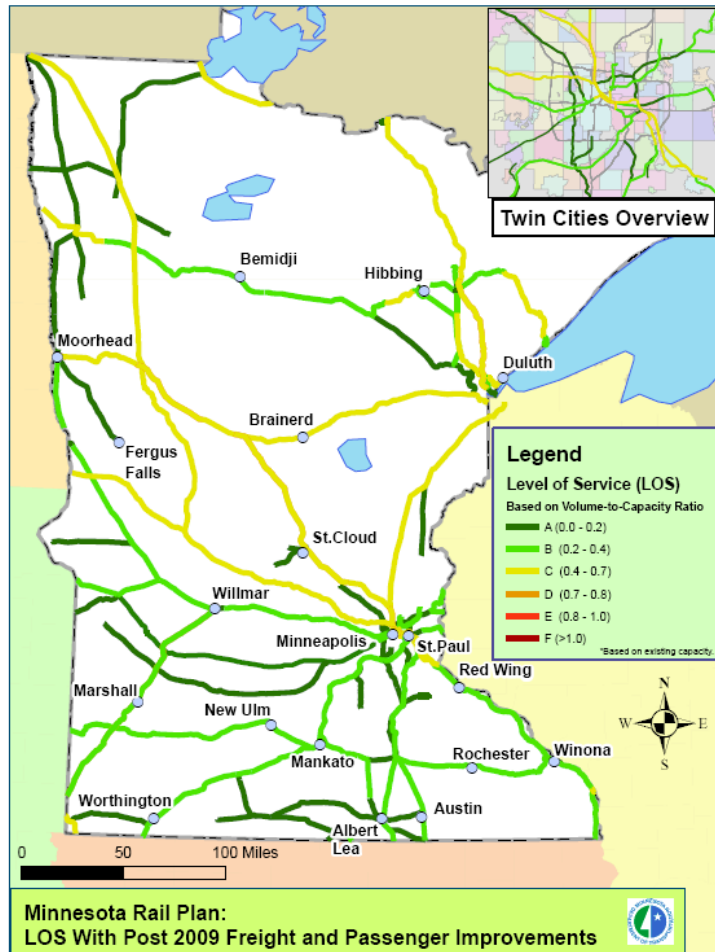 Twin Cities Overview
Bemidji
Hibbing
Moorhead
Duluth
Brainerd
Fergus
Falls
Legend
Level of Service (LOS)
Based on Volume-to-Capacity Ratio
A (0.0 - 0.2)
B (0.2 - 0.4)
C (0.4 - 0.7)
D (0.7 - 0.8)
E (0.8 - 1.0)
F (>1.0)
*Based on existing capacity.
St.Cloud
Willmar
Minneapolis
St.Paul
Red Wing
Marshall
New Ulm
N
W
E
S
Mankato
Rochester
Winona
Worthington
Austin
Albert
Lea
0 50 100 Miles
Minnesota Rail Plan:
LOS With Post 2009 Freight and Passenger Improvements